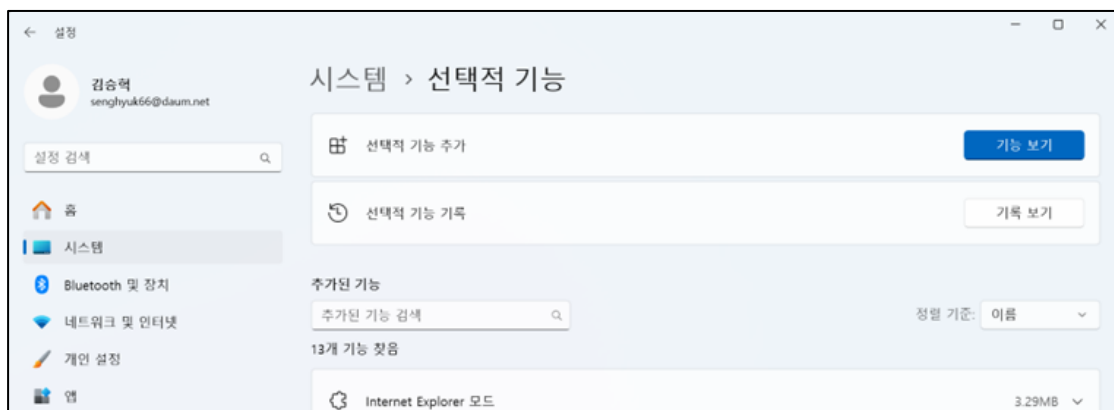 설정
김승혁
senghyuk66@daum.net
설정 검색
홈
시스템
Bluetooth 및 장치
네트워크 및 인터넷
개인 설정
앱
시스템 > 선택적 기능
선택적 기능 추가
기능 보기
선택적 기능 기록
기록 보기
추가된 기능
추가된 기능 검색
정렬 기준: 이름
13개 기능 찾음
Internet Explorer 모드
3.29MB